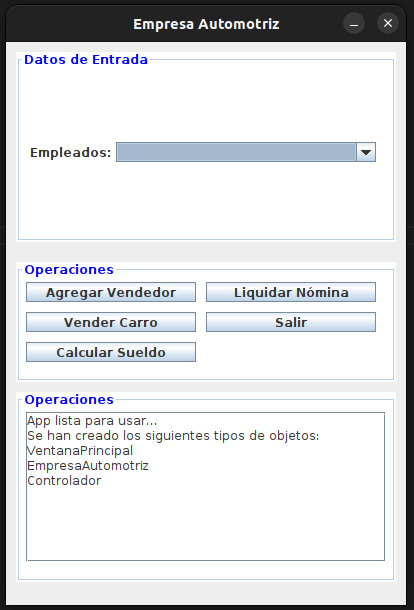 Empresa Automotriz
Datos de Entrada
Empleados:
Operaciones
Agregar Vendedor
Liquidar Nómina
Vender Carro
Salir
Calcular Sueldo
Operaciones
App lista para usar...
Se han creado los siguientes tipos de objetos:
VentanaPrincipal
EmpresaAutomotriz
Controlador